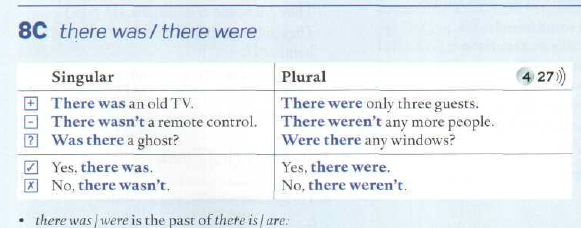 8C there was / there were
Singular Plural 4 27))
+ There was an old TV. There were only three guests.
- There wasn't a remote control. There weren't any more people.
? Was there a ghost? Were there any windows?
✓ Yes, there was. Yes, there were.
✗ No, there wasn't. No, there weren't.
• there was / were is the past of there is / are: